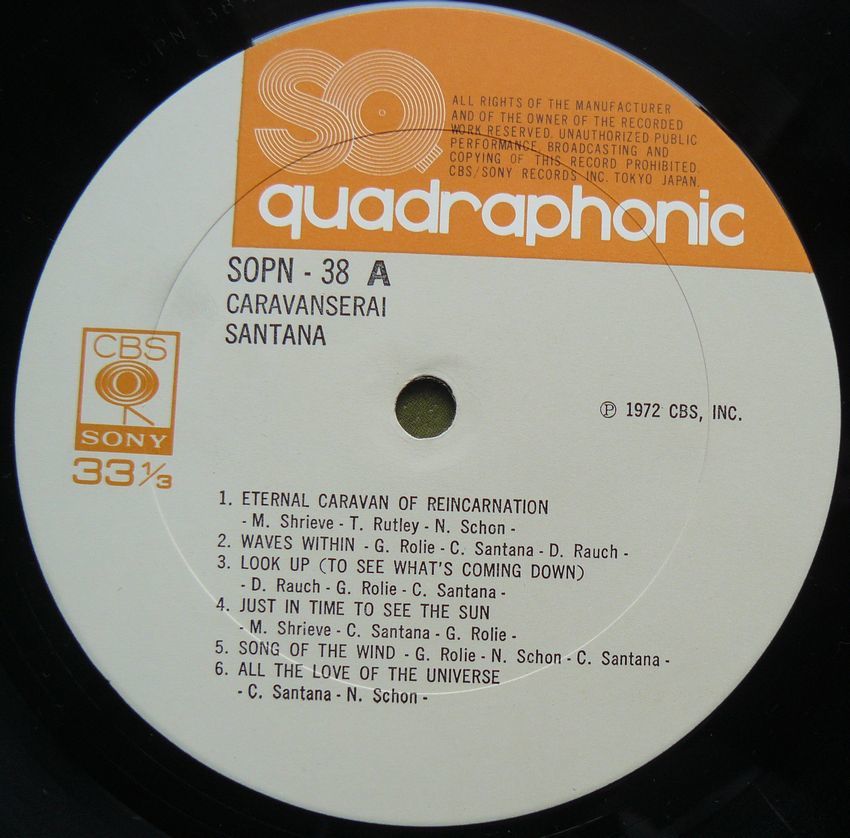 SQ
ALL RIGHTS OF THE MANUFACTURER
AND OF THE OWNER OF THE RECORDED
WORK RESERVED. UNAUTHORIZED PUBLIC
PERFORMANCE, BROADCASTING AND
COPYING OF THIS RECORD PROHIBITED.
CBS/SONY RECORDS INC. TOKYO JAPAN.
quadraphonic
SOPN - 38 A
CARAVANSERAI
SANTANA
CBS
SONY
33 1/3
℗ 1972 CBS, INC.
1. ETERNAL CARAVAN OF REINCARNATION
- M. Shrieve - T. Rutley - N. Schon -
2. WAVES WITHIN - G. Rolie - C. Santana - D. Rauch -
3. LOOK UP (TO SEE WHAT'S COMING DOWN)
- D. Rauch - G. Rolie - C. Santana -
4. JUST IN TIME TO SEE THE SUN
- M. Shrieve - C. Santana - G. Rolie -
5. SONG OF THE WIND - G. Rolie - N. Schon - C. Santana -
6. ALL THE LOVE OF THE UNIVERSE
- C. Santana - N. Schon -